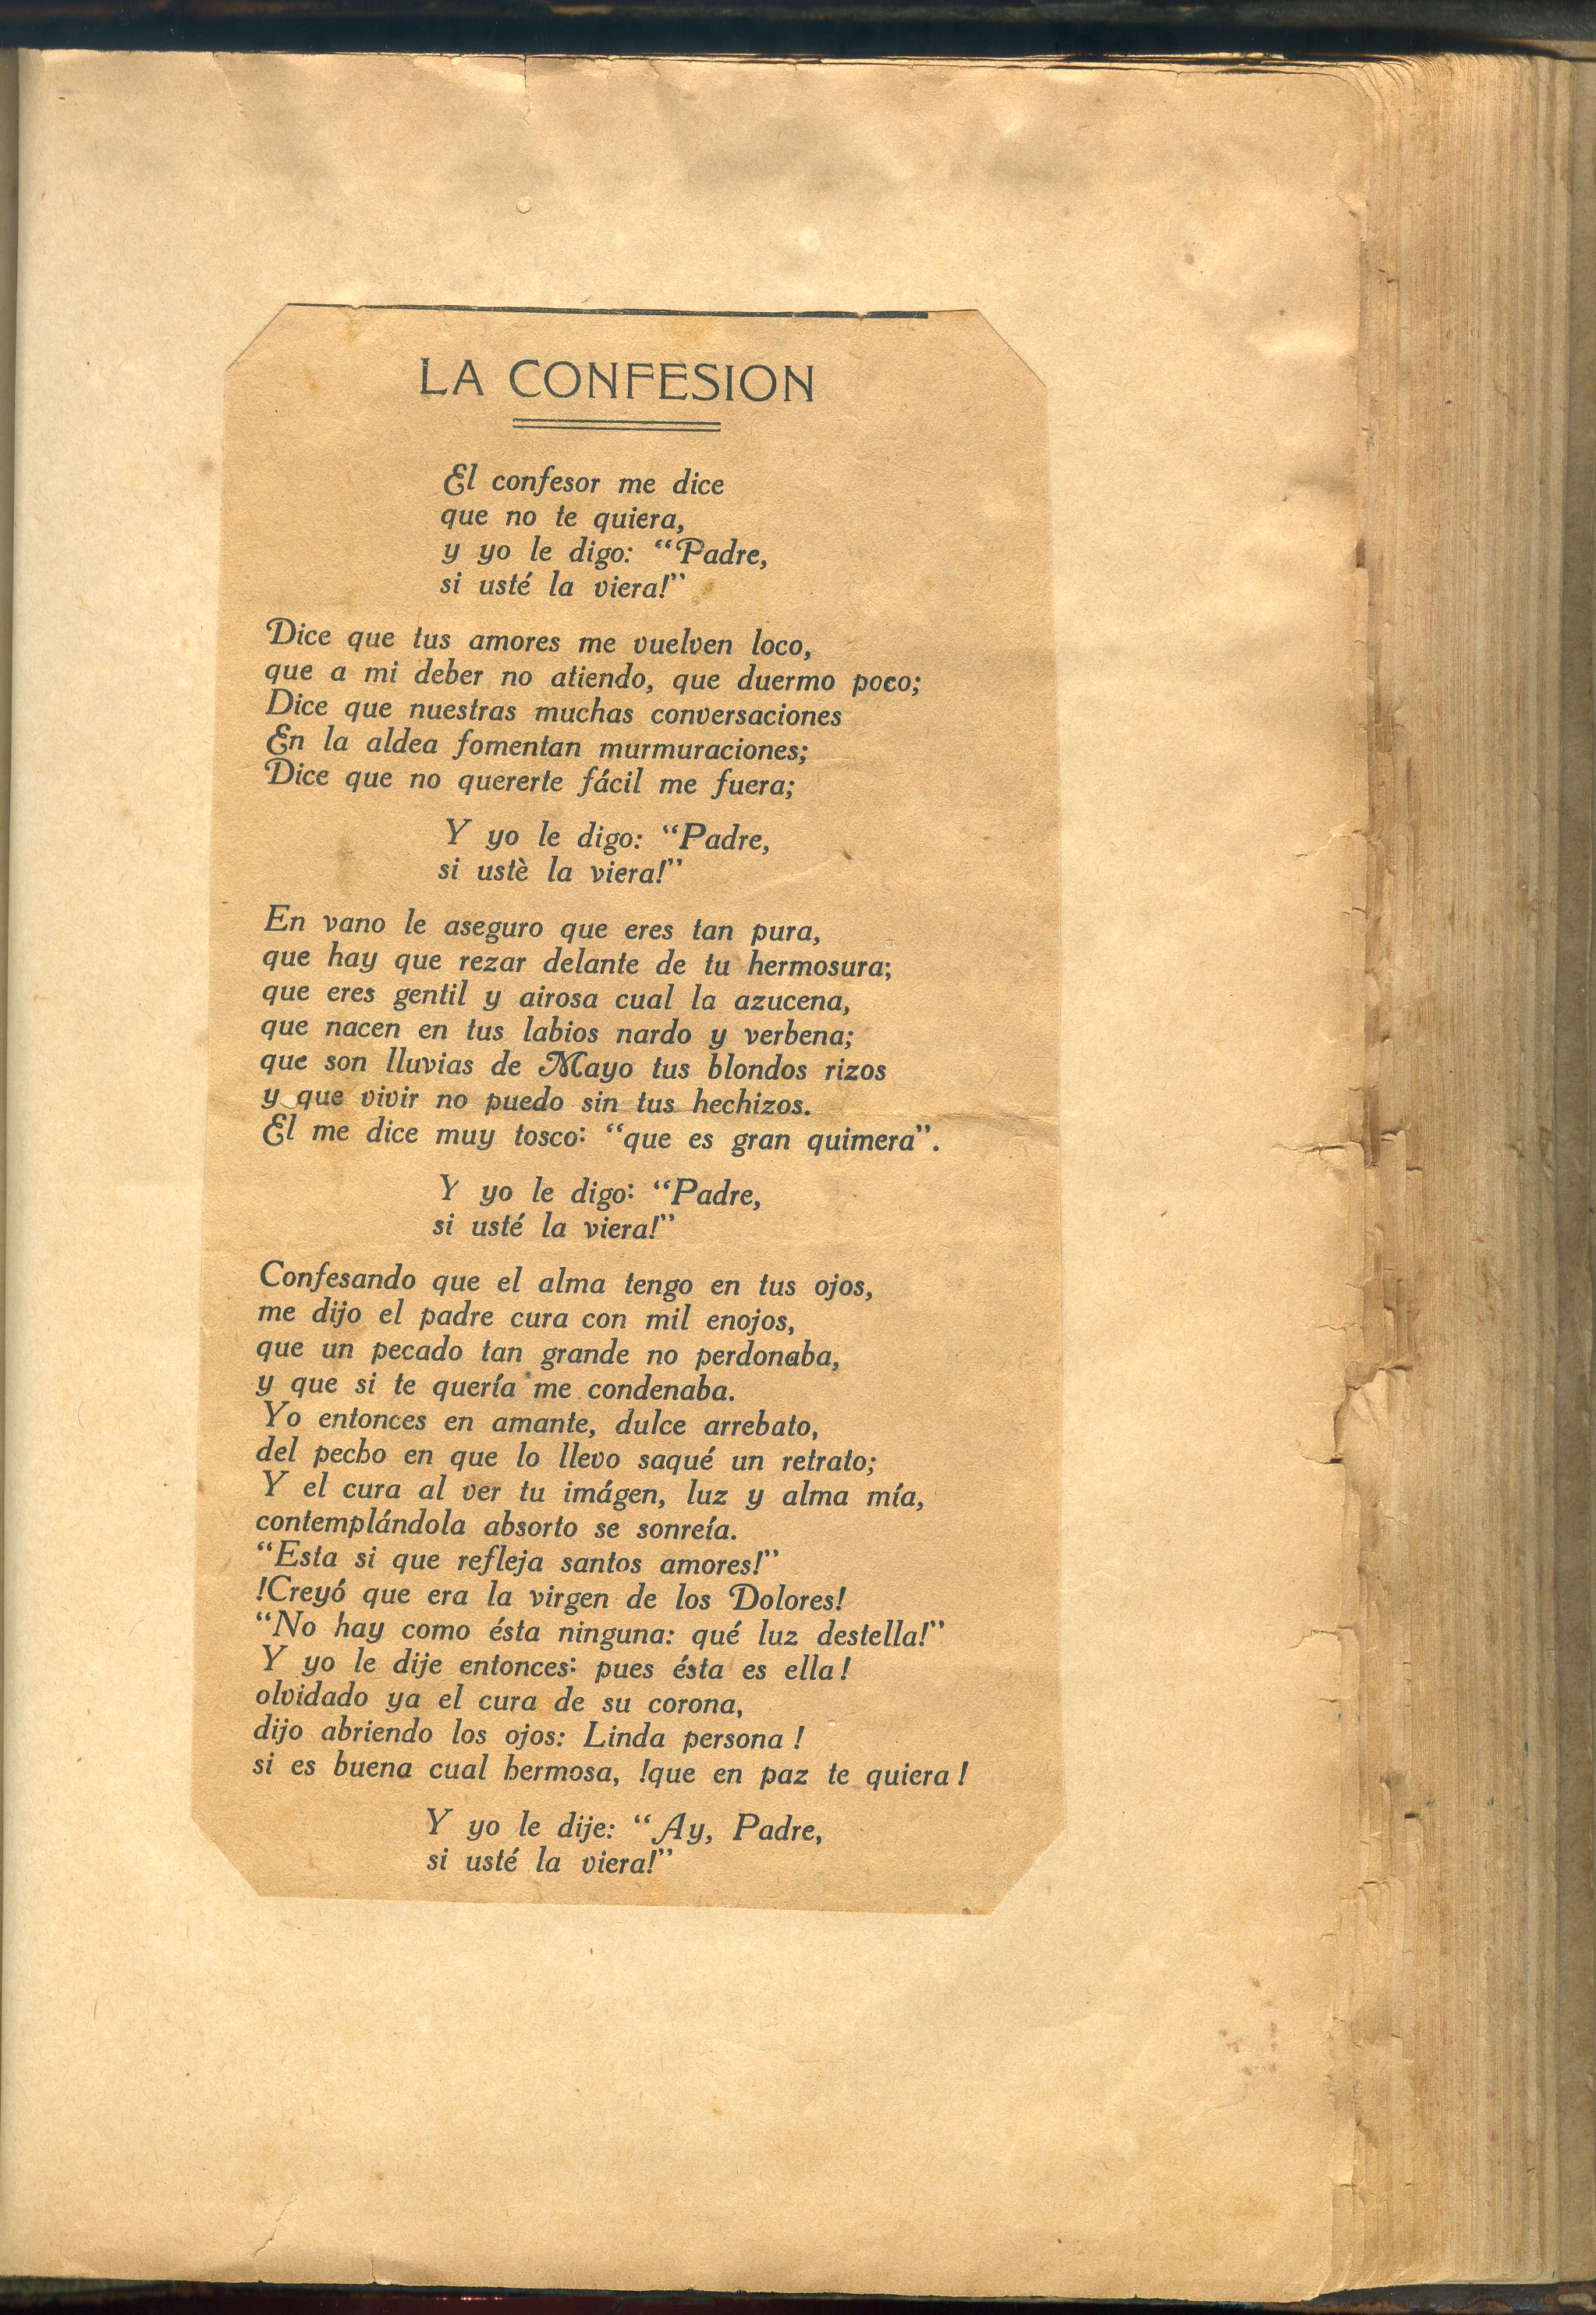 LA CONFESION
El confesor me dice
que no te quiera,
y yo le digo: “Padre,
si usté la viera!”
Dice que tus amores me vuelven loco,
que a mi deber no atiendo, que duermo poco;
Dice que nuestras muchas conversaciones
En la aldea fomentan murmuraciones;
Dice que no quererte fácil me fuera;
Y yo le digo: “Padre,
si ustè la viera!”
En vano le aseguro que eres tan pura,
que hay que rezar delante de tu hermosura;
que eres gentil y airosa cual la azucena,
que nacen en tus labios nardo y verbena;
que son lluvias de Mayo tus blondos rizos
y que vivir no puedo sin tus hechizos.
El me dice muy tosco: “que es gran quimera”.
Y yo le digo: “Padre,
si usté la viera!”
Confesando que el alma tengo en tus ojos,
me dijo el padre cura con mil enojos,
que un pecado tan grande no perdonaba,
y que si te quería me condenaba.
Yo entonces en amante, dulce arrebato,
del pecho en que lo llevo saqué un retrato;
Y el cura al ver tu imágen, luz y alma mía,
contemplándola absorto se sonreía.
“Esta si que refleja santos amores!”
!Creyó que era la virgen de los Dolores!
“No hay como ésta ninguna: qué luz destella!”
Y yo le dije entonces: pues ésta es ella!
olvidado ya el cura de su corona,
dijo abriendo los ojos: Linda persona!
si es buena cual hermosa, !que en paz te quiera!
Y yo le dije: “Ay, Padre,
si usté la viera!”